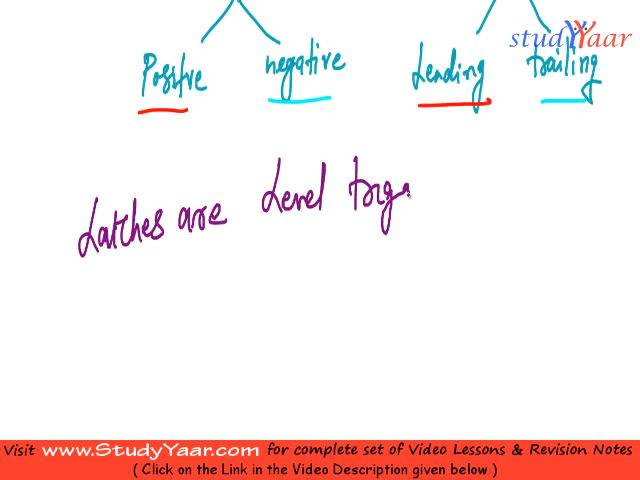 studYYaar
Positve negative Leading trailing
Latches are Level trig
Visit www.StudyYaar.com for complete set of Video Lessons & Revision Notes
( Click on the Link in the Video Description given below )